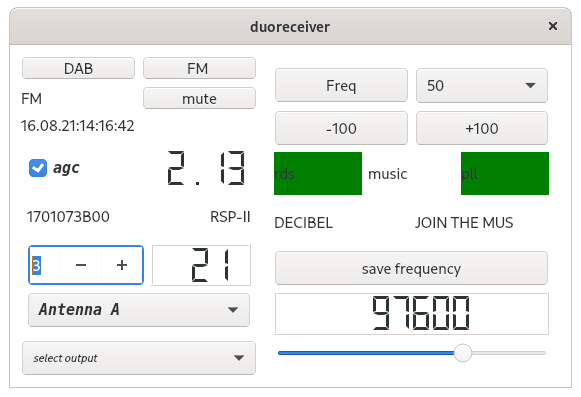 duoreceiver
DAB FM
FM mute
16.08.21:14:16:42
agc 2.13
1701073B00 RSP-II
3 − + 21
Antenna A
select output
Freq 50
-100 +100
rds music pll
DECIBEL JOIN THE MUS
save frequency
97600